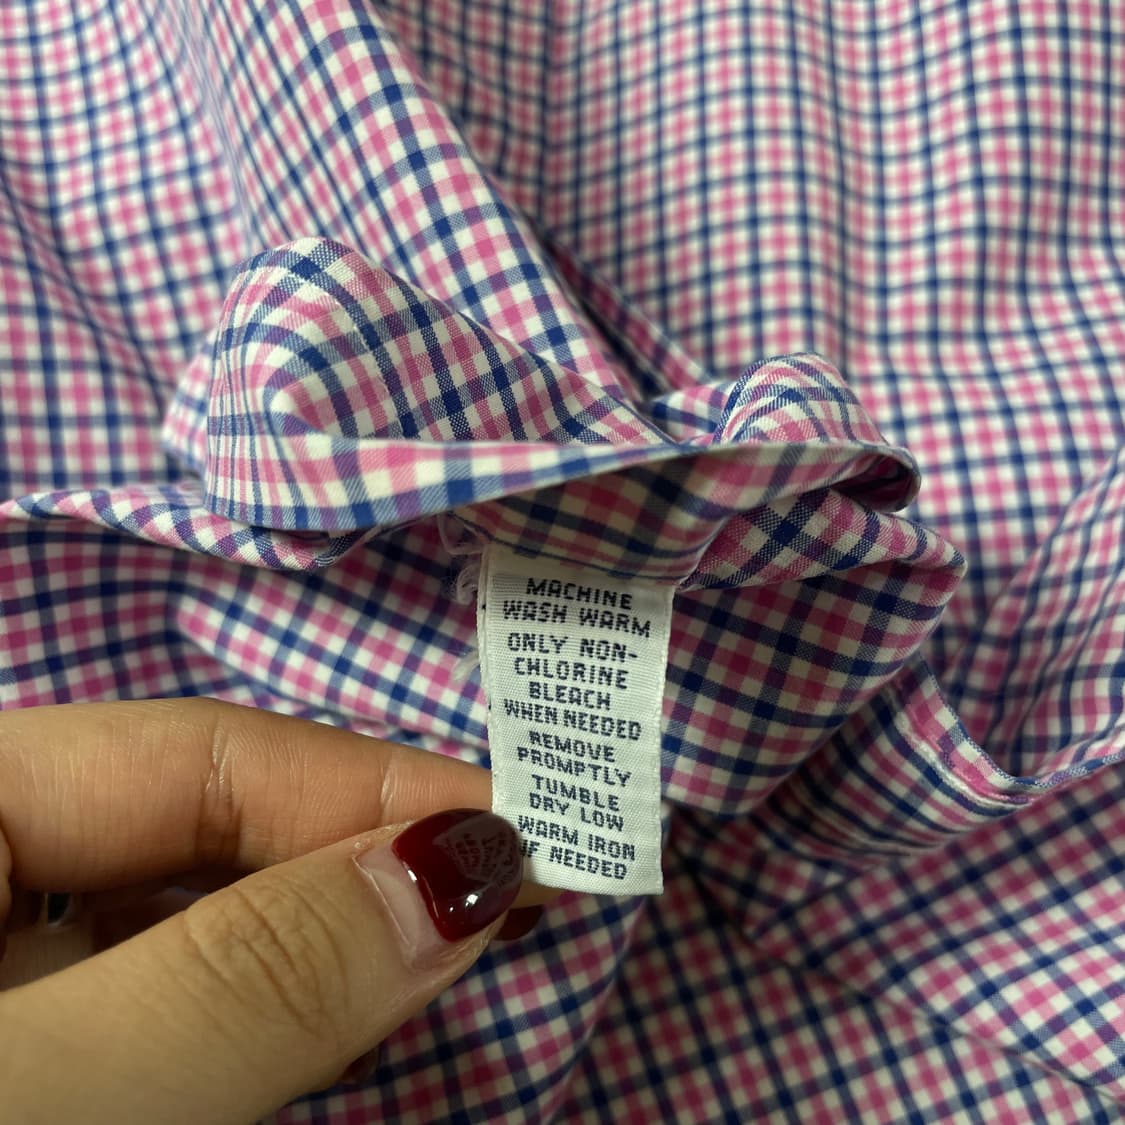 MACHINE
WASH WARM
ONLY NON-
CHLORINE
BLEACH
WHEN NEEDED
REMOVE
PROMPTLY
TUMBLE
DRY LOW
WARM IRON
IF NEEDED